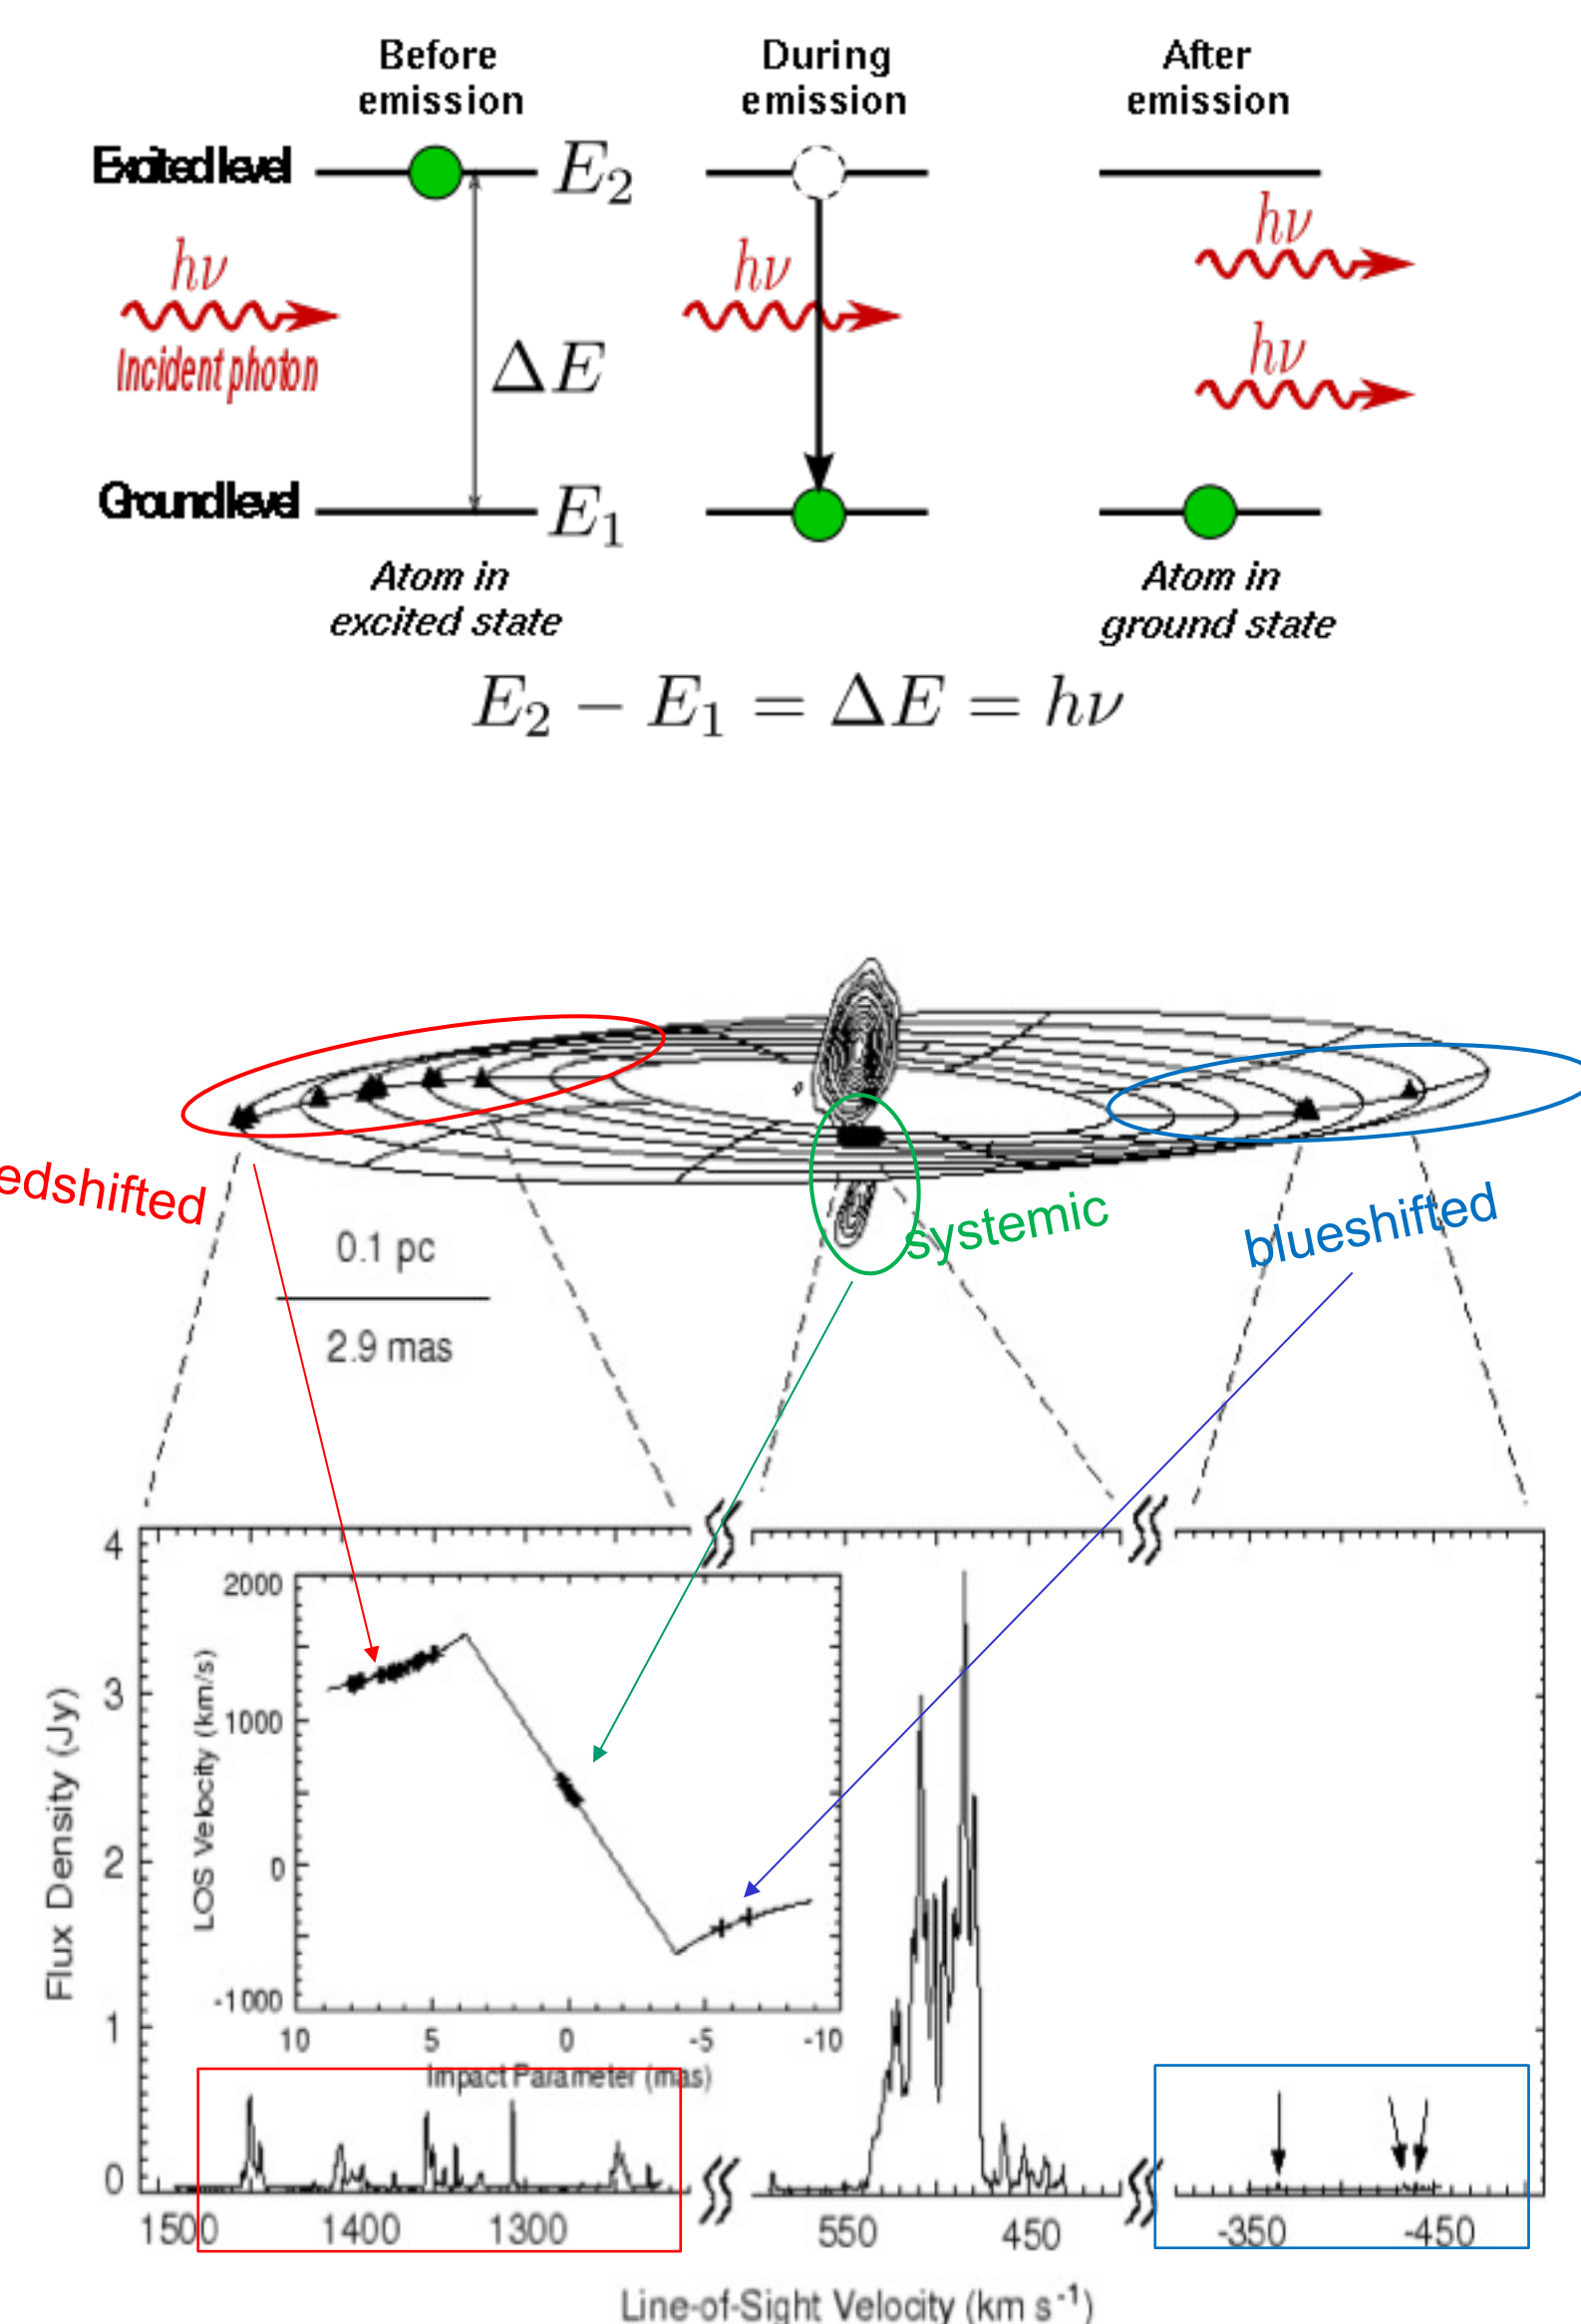 Before
emission
During
emission
After
emission
Excited level
E2
hν
Incident photon
hν
hν
hν
ΔE
Ground level
E1
Atom in
excited state
Atom in
ground state
E2 − E1 = ΔE = hν
edshifted
systemic
blueshifted
0.1 pc
2.9 mas
4
3
2
1
0
Flux Density (Jy)
2000
1000
0
-1000
LOS Velocity (km/s)
10 5 0 -5 -10
Impact Parameter (mas)
1500 1400 1300 550 450 -350 -450
Line-of-Sight Velocity (km s-1)